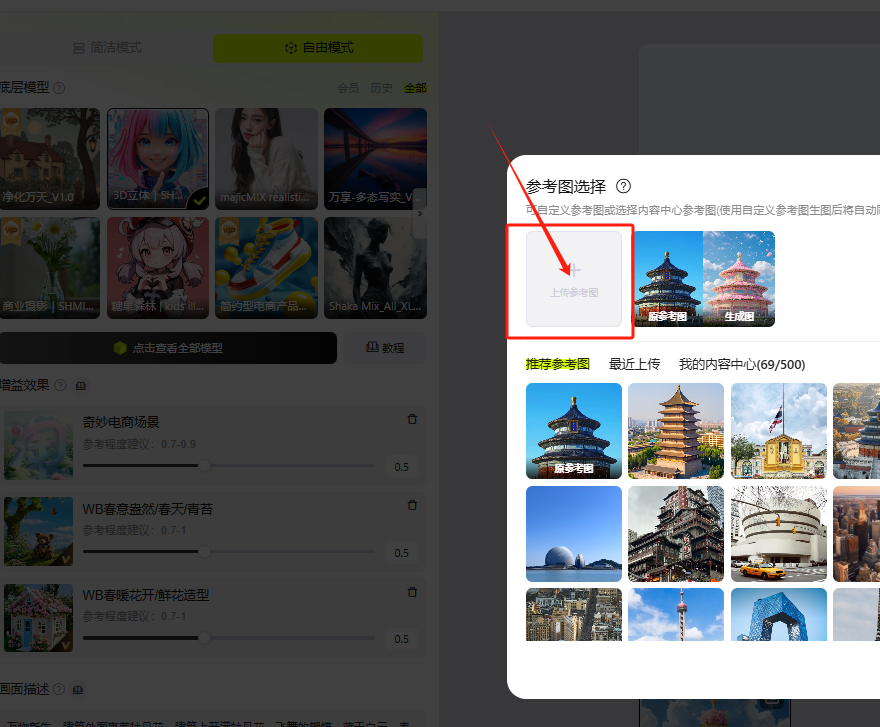 简洁模式
自由模式
底层模型
会员 历史 全部
VIP
净化万天_V1.0
3D立体 | SH...
majicMIX realisti...
万享-多态写实_V...
VIP
商业摄影 | SHMI...
糖星森林 | kids ill...
VIP
简约型电商产品...
Shaka Mix_All_XL...
点击查看全部模型
教程
增益效果
奇妙电商场景
参考程度建议：0.7-0.9
0.5
WB春意盎然/春天/青苔
参考程度建议：0.7-1
0.5
WB春暖花开/鲜花造型
参考程度建议：0.7-1
0.5
画面描述
参考图选择
可自定义参考图或选择内容中心参考图(使用自定义参考图生图后将自动
上传参考图
原参考图
生成图
推荐参考图 最近上传 我的内容中心(69/500)
原参考图